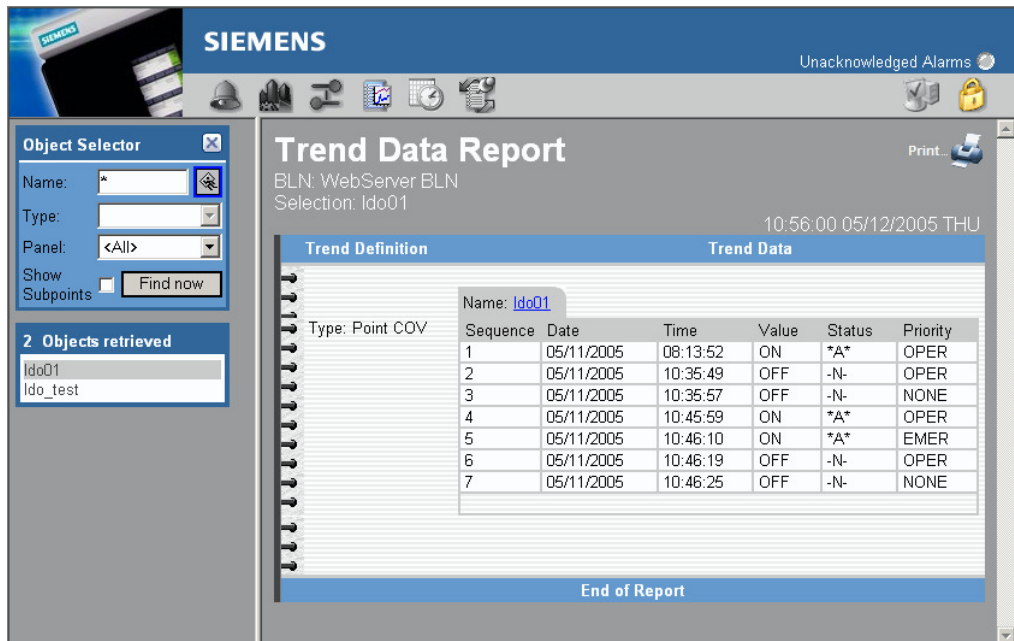 SIEMENS
SIEMENS
Unacknowledged Alarms
Object Selector
Name: *
Type:
Panel: <All>
Show Subpoints
Find now
2 Objects retrieved
ldo01
ldo_test
Trend Data Report
Print...
BLN: WebServer BLN
Selection: ldo01
10:56:00 05/12/2005 THU
Trend Definition Trend Data
Name: ldo01
Type: Point COV
Sequence Date Time Value Status Priority
1 05/11/2005 08:13:52 ON *A* OPER
2 05/11/2005 10:35:49 OFF -N- OPER
3 05/11/2005 10:35:57 OFF -N- NONE
4 05/11/2005 10:45:59 ON *A* OPER
5 05/11/2005 10:46:10 ON *A* EMER
6 05/11/2005 10:46:19 OFF -N- OPER
7 05/11/2005 10:46:25 OFF -N- NONE
End of Report